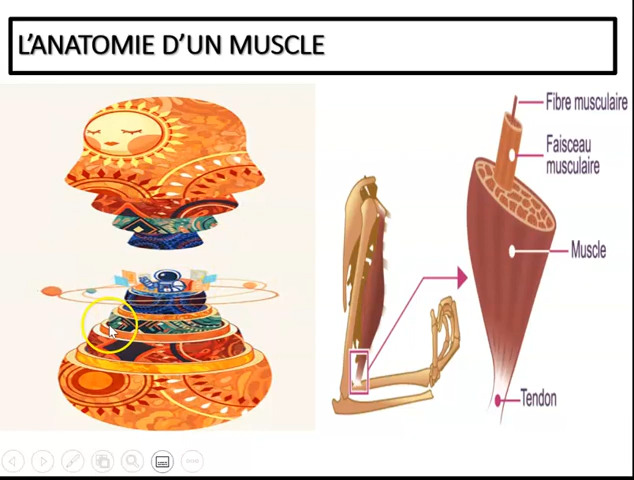 L'ANATOMIE D'UN MUSCLE
Fibre musculaire
Faisceau
musculaire
Muscle
Tendon